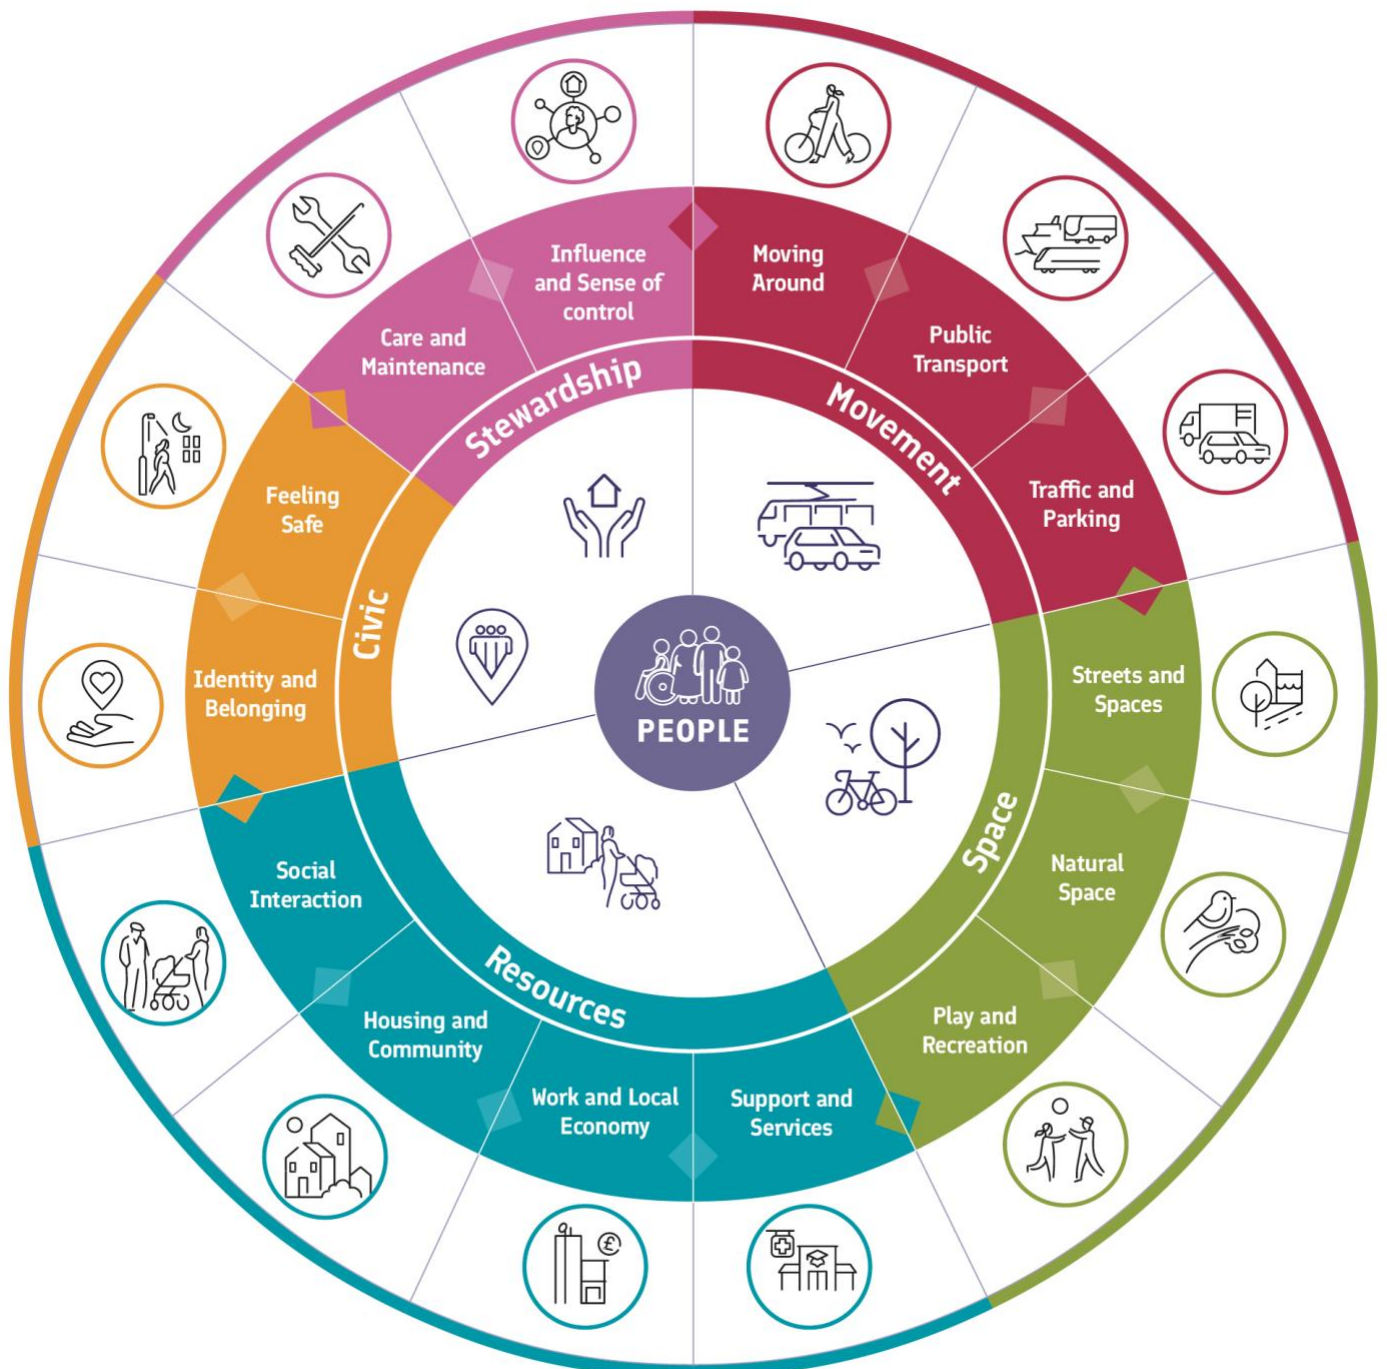 Influence
and Sense of
control
Moving
Around
Public
Transport
Traffic and
Parking
Streets and
Spaces
Natural
Space
Play and
Recreation
Support and
Services
Work and Local
Economy
Housing and
Community
Social
Interaction
Identity and
Belonging
Feeling
Safe
Care and
Maintenance
Stewardship
Movement
Space
Resources
Civic
PEOPLE
£